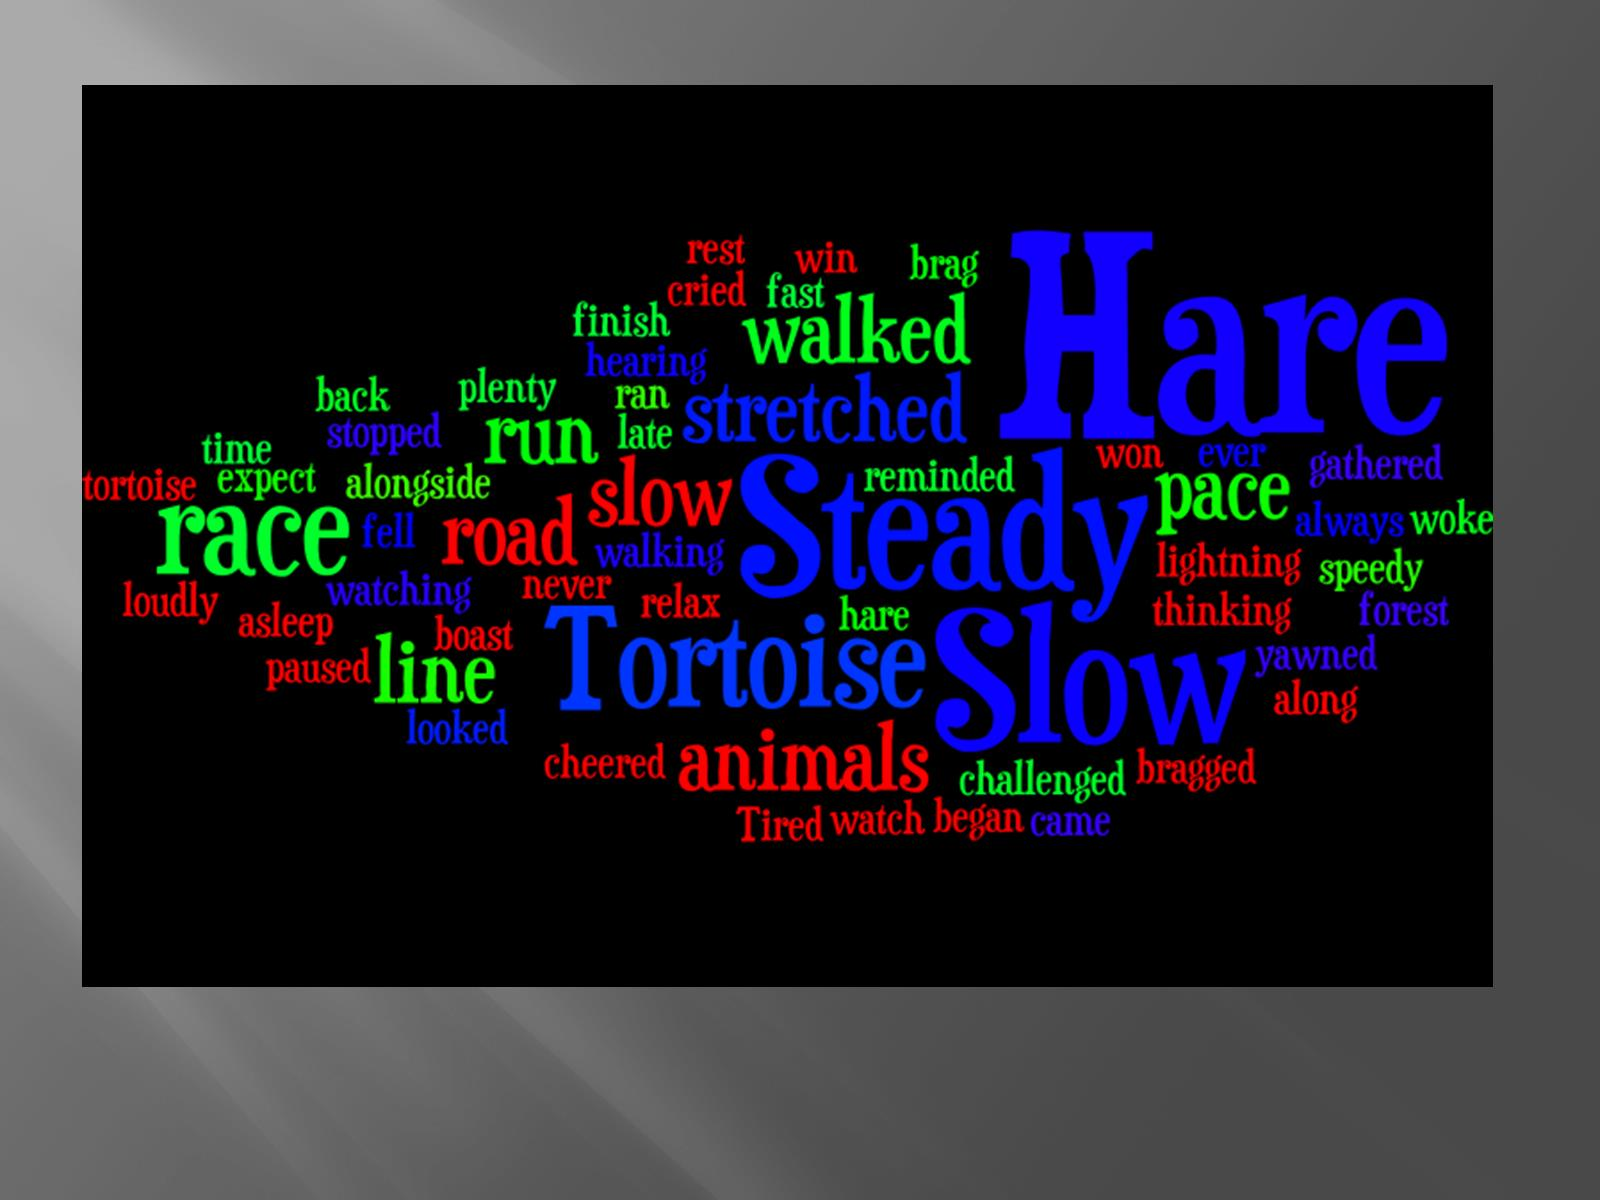 rest
win
brag
Hare
cried
fast
finish
walked
hearing
back
plenty
ran
stretched
stopped
run
late
time
won
ever
gathered
tortoise
expect
alongside
slow
Steady
reminded
pace
race
fell
road
walking
always
woke
lightning
speedy
loudly
watching
never
relax
hare
thinking
forest
asleep
boast
Tortoise
Slow
yawned
paused
line
along
looked
cheered
animals
challenged
bragged
Tired
watch
began
came